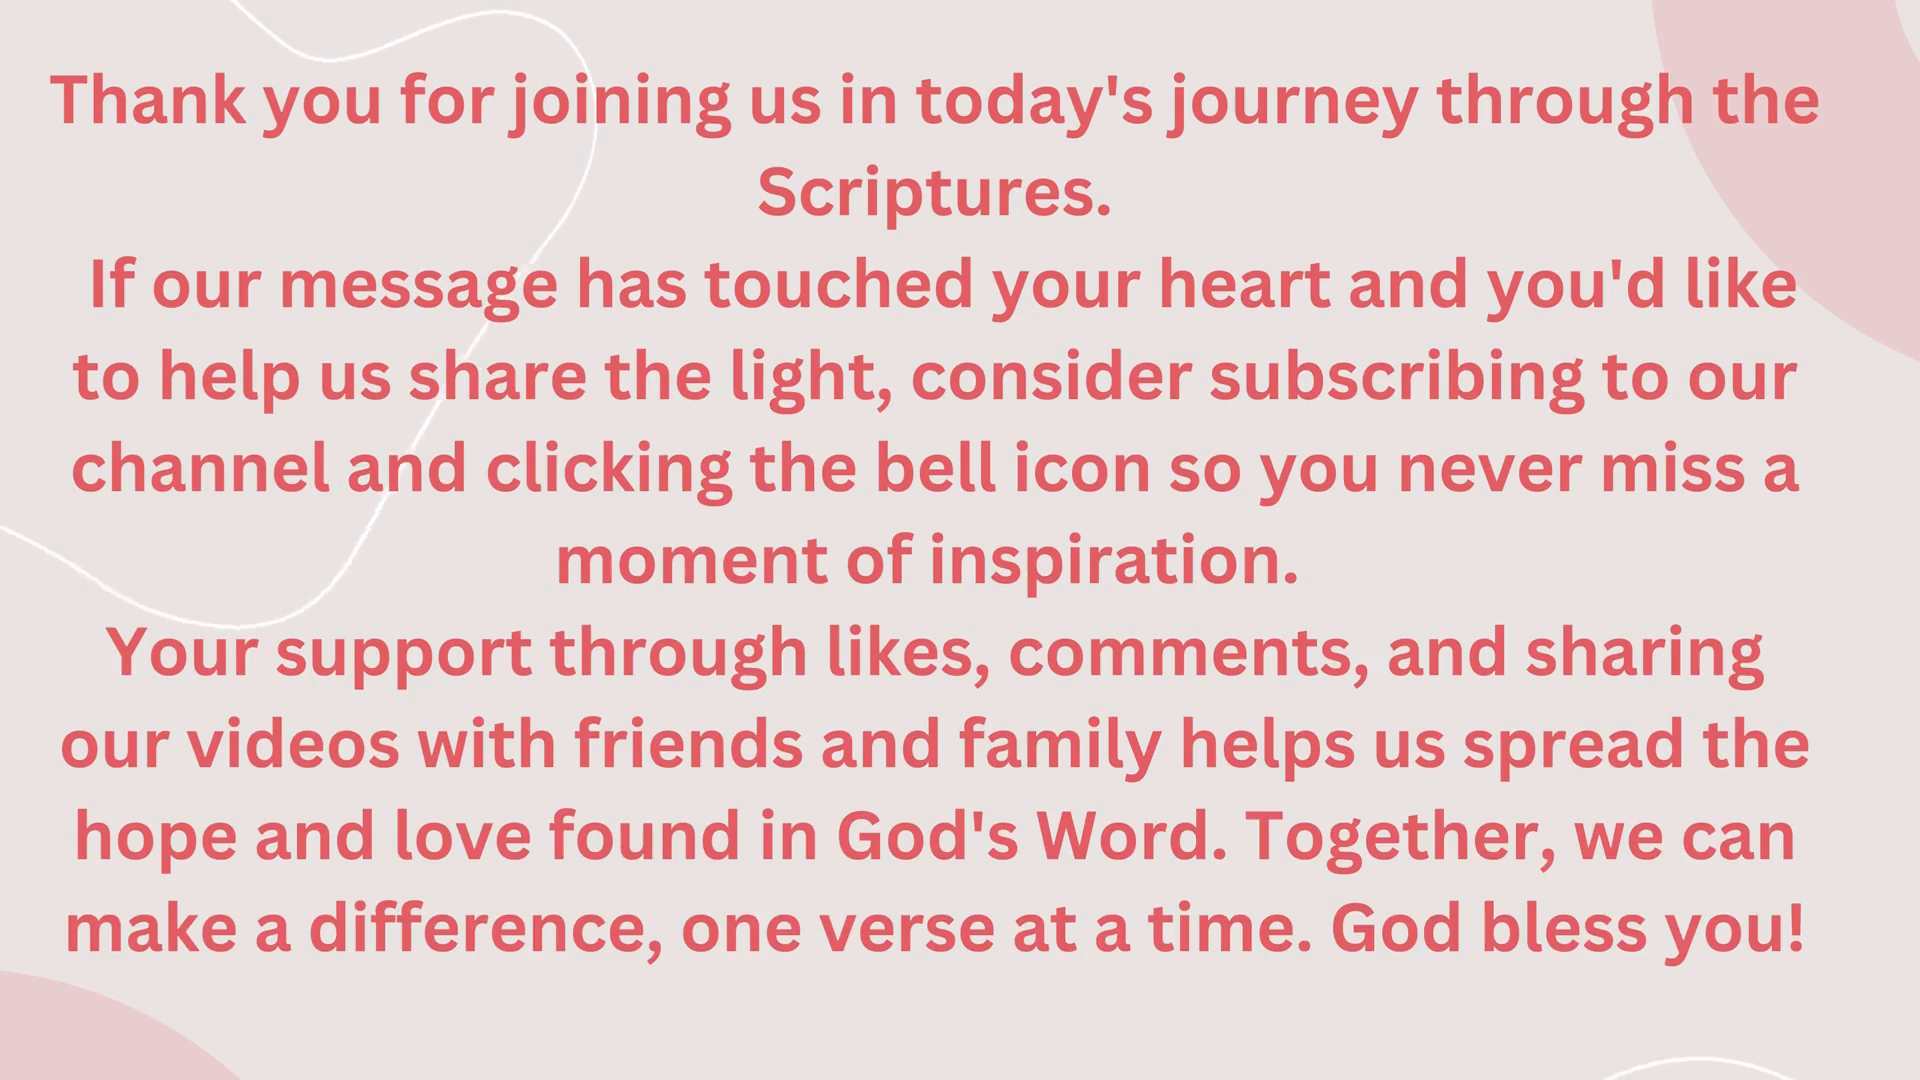 Thank you for joining us in today's journey through the
Scriptures.
If our message has touched your heart and you'd like
to help us share the light, consider subscribing to our
channel and clicking the bell icon so you never miss a
moment of inspiration.
Your support through likes, comments, and sharing
our videos with friends and family helps us spread the
hope and love found in God's Word. Together, we can
make a difference, one verse at a time. God bless you!